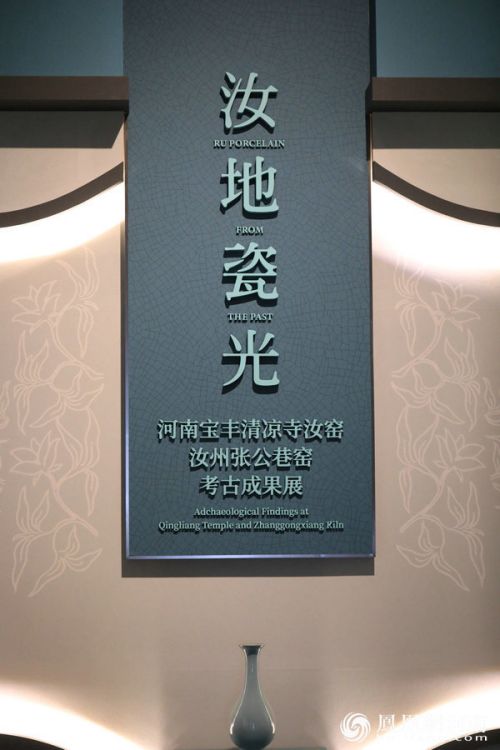 汝
RU PORCELAIN
地
FROM
瓷
THE PAST
光
河南宝丰清凉寺汝窑
汝州张公巷窑
考古成果展
Adchaeological Findings at
Qingliang Temple and Zhanggongxiang Kiln